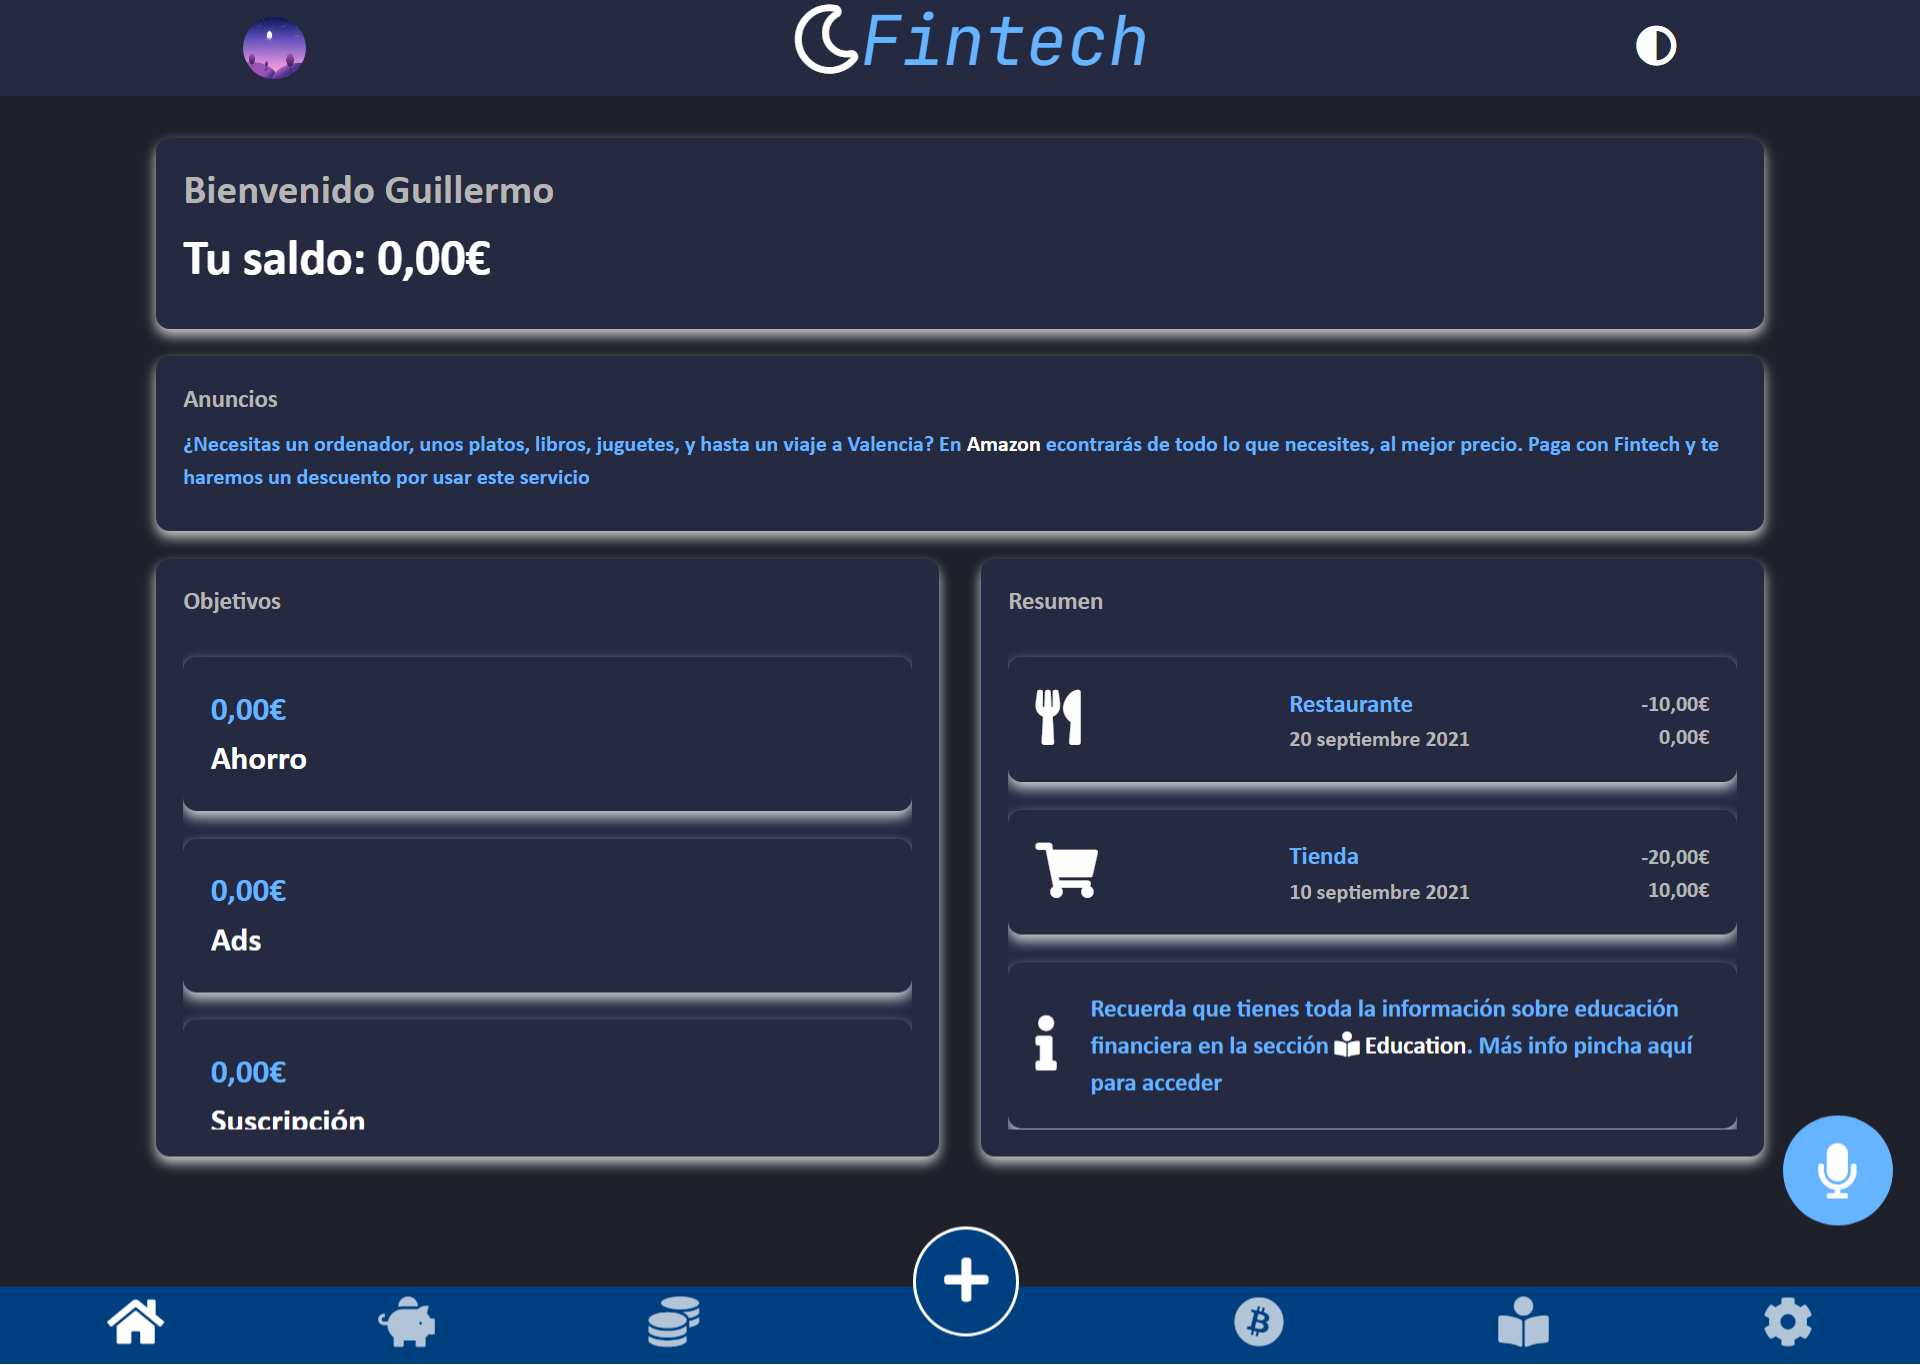 Fintech
Bienvenido Guillermo
Tu saldo: 0,00€
Anuncios
¿Necesitas un ordenador, unos platos, libros, juguetes, y hasta un viaje a Valencia? En Amazon econtrarás de todo lo que necesites, al mejor precio. Paga con Fintech y te
haremos un descuento por usar este servicio
Objetivos
0,00€
Ahorro
0,00€
Ads
0,00€
Suscripción
Resumen
Restaurante
-10,00€
20 septiembre 2021
0,00€
Tienda
-20,00€
10 septiembre 2021
10,00€
Recuerda que tienes toda la información sobre educación
financiera en la sección Education. Más info pincha aquí
para acceder